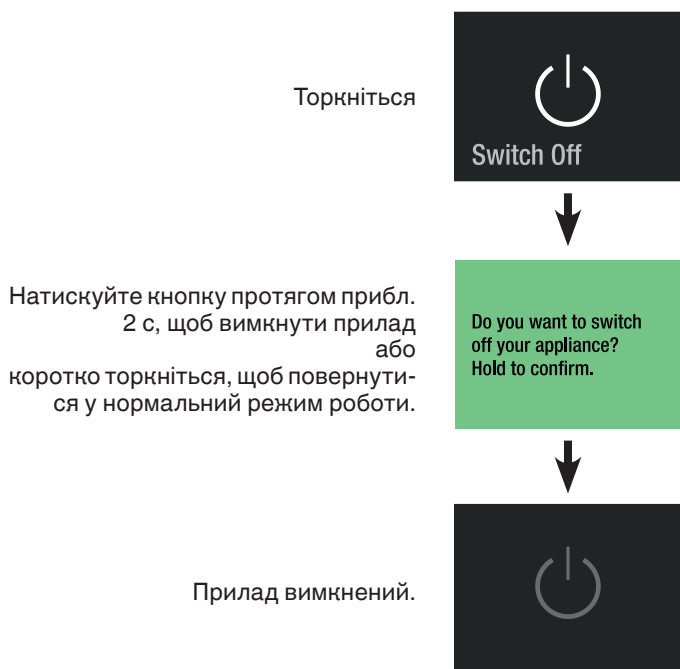 Торкніться
Switch Off
Натискуйте кнопку протягом прибл.
2 с, щоб вимкнути прилад
або
коротко торкніться, щоб повернути-
ся у нормальний режим роботи.
Do you want to switch
off your appliance?
Hold to confirm.
Прилад вимкнений.